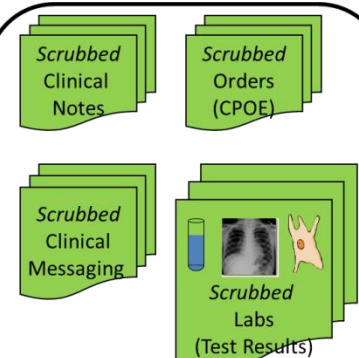 Scrubbed
Clinical
Notes
Scrubbed
Orders
(CPOE)
Scrubbed
Clinical
Messaging
Scrubbed
Labs
(Test Results)